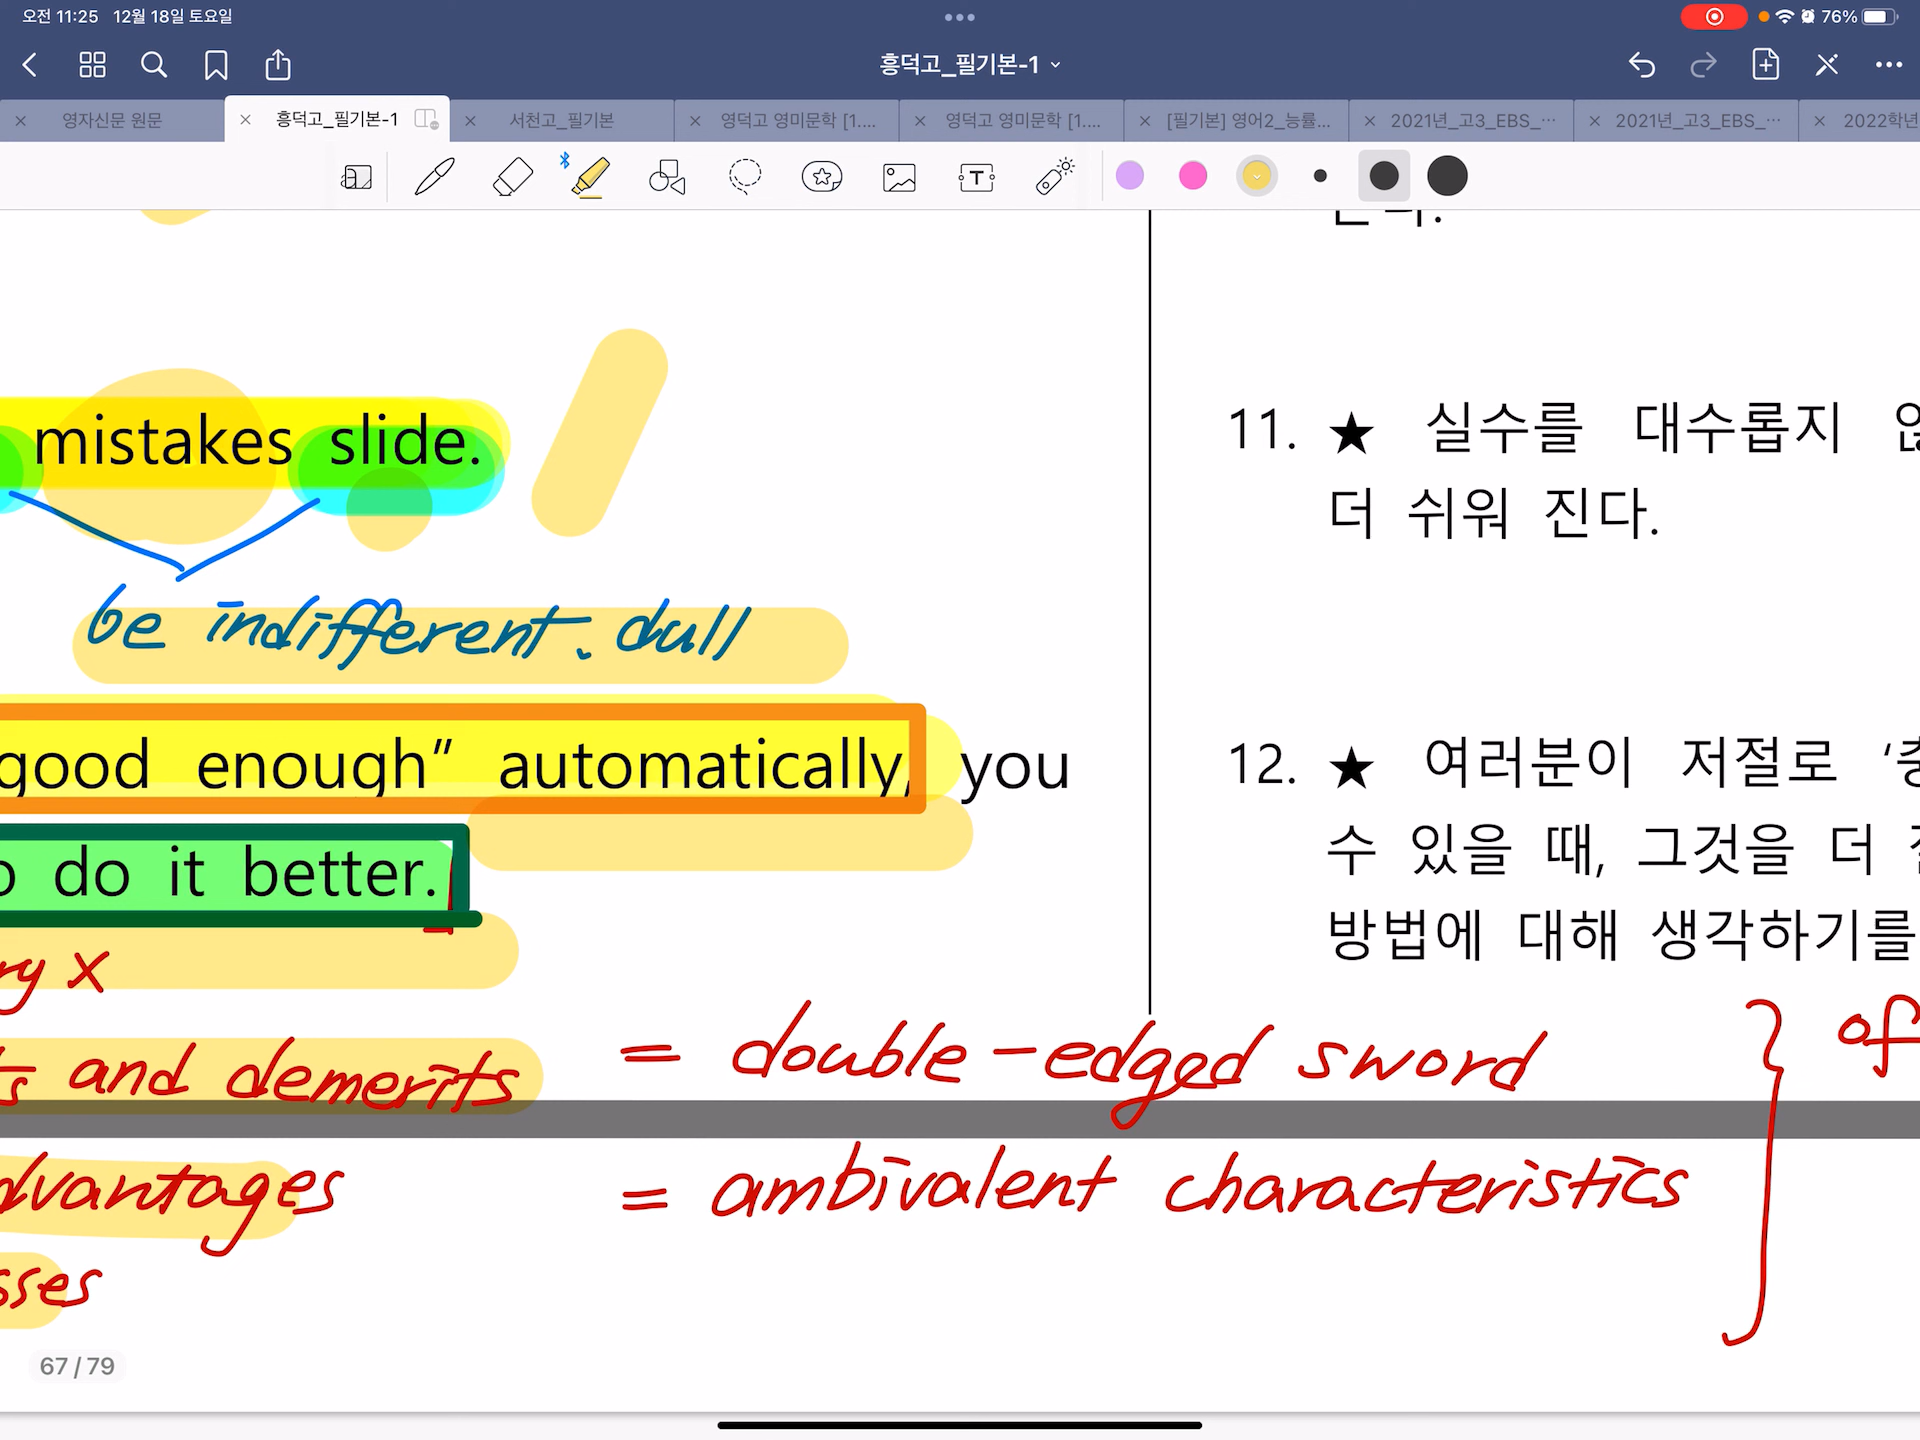 오전 11:25 12월 18일 토요일
76%
흥덕고_필기본-1
영자신문 원문
흥덕고_필기본-1
서천고_필기본
영덕고 영미문학 [1....
영덕고 영미문학 [1....
[필기본] 영어2_능률...
2021년_고3_EBS_...
2021년_고3_EBS_...
2022학년
mistakes slide.
be indifferent. dull
good enough" automatically, you
do it better.
x
and demerits = double-edged sword
dvantages = ambivalent characteristics
sses
of
11. ★ 실수를 대수롭지
더 쉬워 진다.
12. ★ 여러분이 저절로 '충
수 있을 때, 그것을 더
방법에 대해 생각하기를
67 / 79